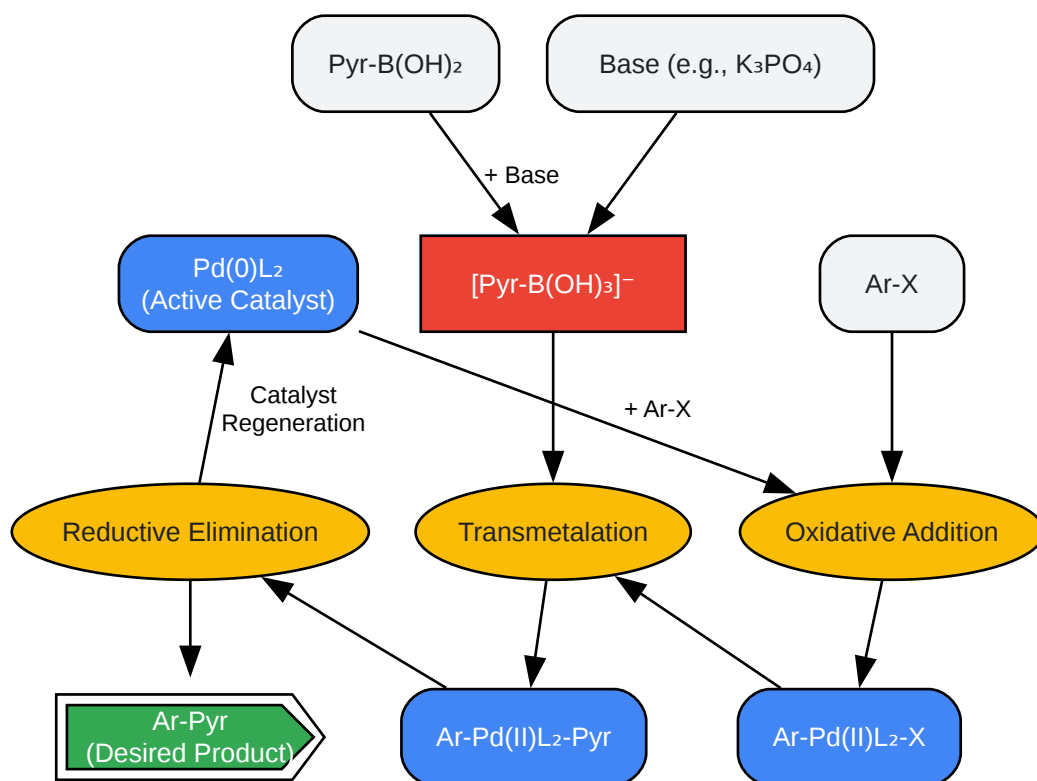 Pyr-B(OH)₂
Base (e.g., K₃PO₄)
+ Base
Pd(0)L₂
(Active Catalyst)
[Pyr-B(OH)₃]⁻
Ar-X
Catalyst
Regeneration
+ Ar-X
Reductive Elimination
Transmetalation
Oxidative Addition
Ar-Pyr
(Desired Product)
Ar-Pd(II)L₂-Pyr
Ar-Pd(II)L₂-X